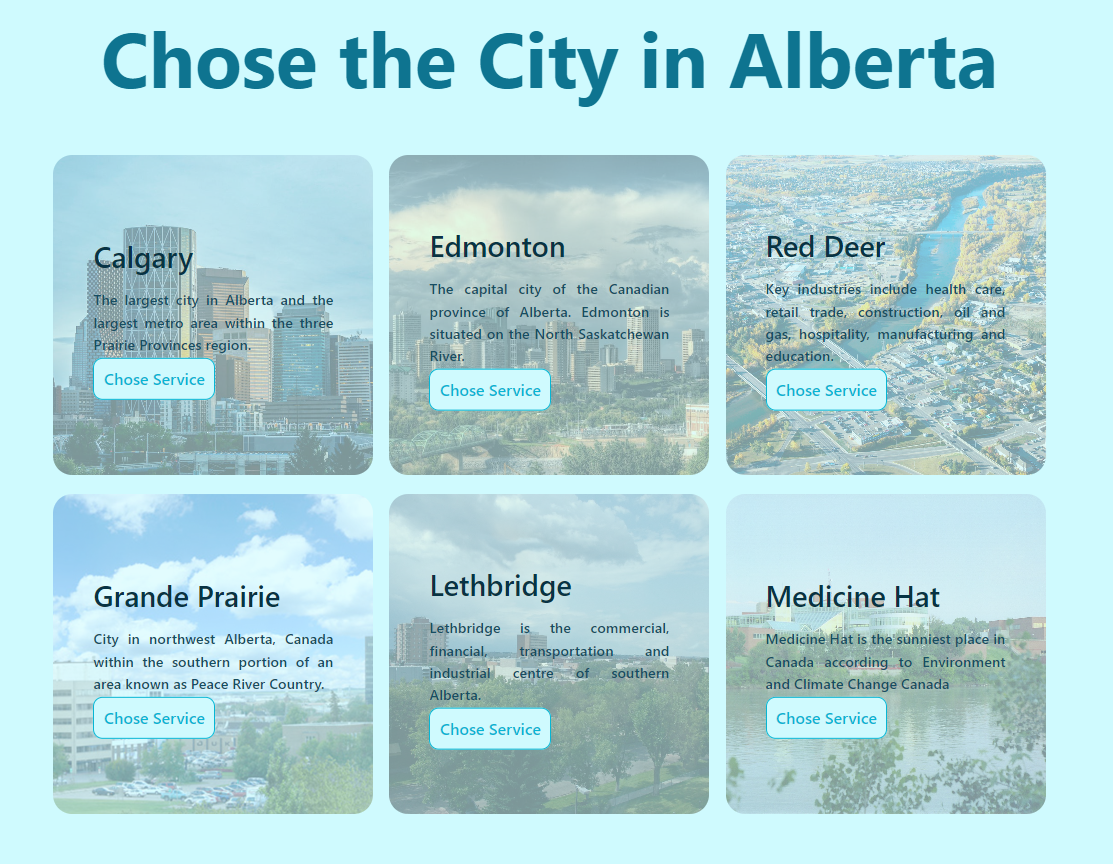 Chose the City in Alberta
Calgary
The largest city in Alberta and the
largest metro area within the three
Prairie Provinces region.
Chose Service
Edmonton
The capital city of the Canadian
province of Alberta. Edmonton is
situated on the North Saskatchewan
River.
Chose Service
Red Deer
Key industries include health care,
retail trade, construction, oil and
gas, hospitality, manufacturing and
education.
Chose Service
Grande Prairie
City in northwest Alberta, Canada
within the southern portion of an
area known as Peace River Country.
Chose Service
Lethbridge
Lethbridge is the commercial,
financial, transportation and
industrial centre of southern
Alberta.
Chose Service
Medicine Hat
Medicine Hat is the sunniest place in
Canada according to Environment
and Climate Change Canada
Chose Service